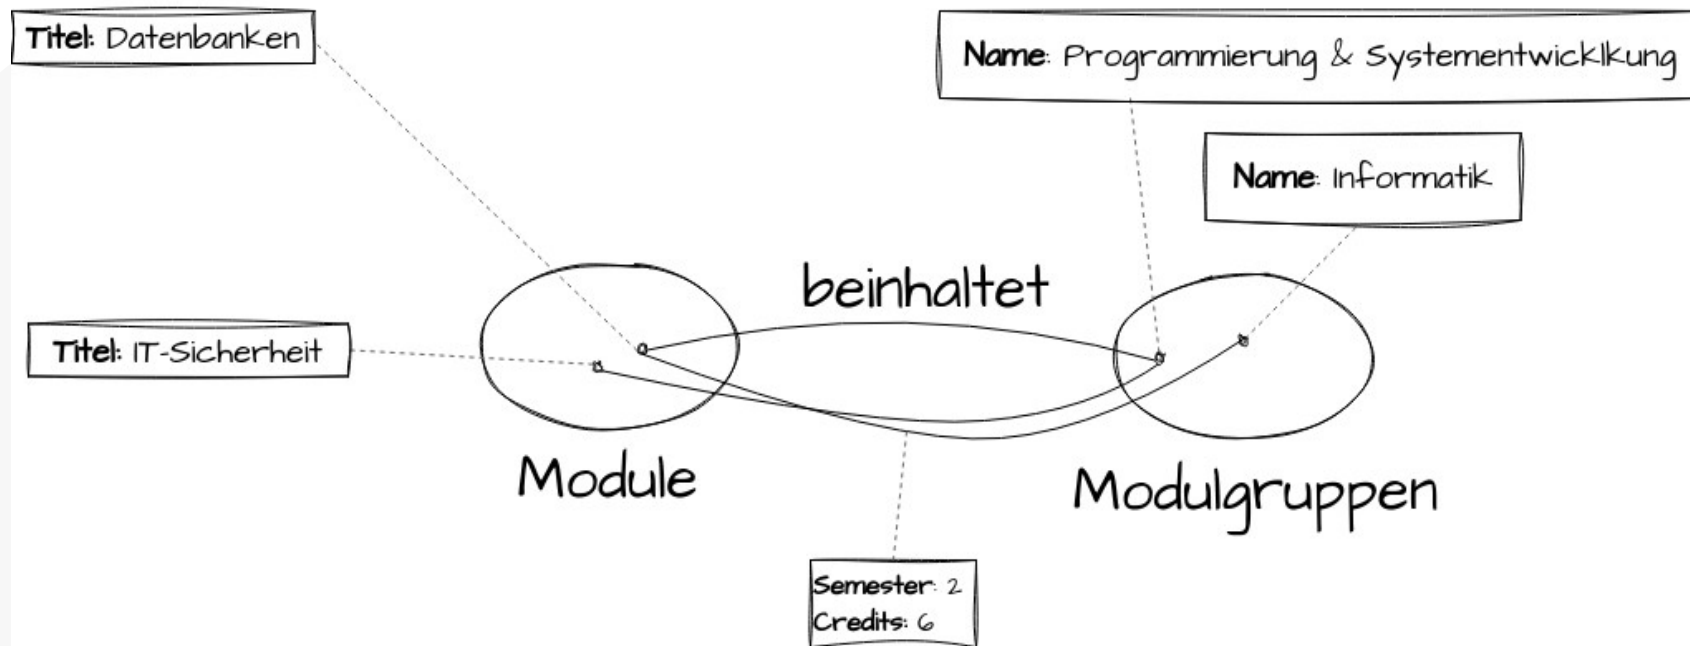 Titel: Datenbanken
Name: Programmierung & Systementwicklkung
Name: Informatik
beinhaltet
Titel: IT-Sicherheit
Module
Modulgruppen
Semester: 2
Credits: 6